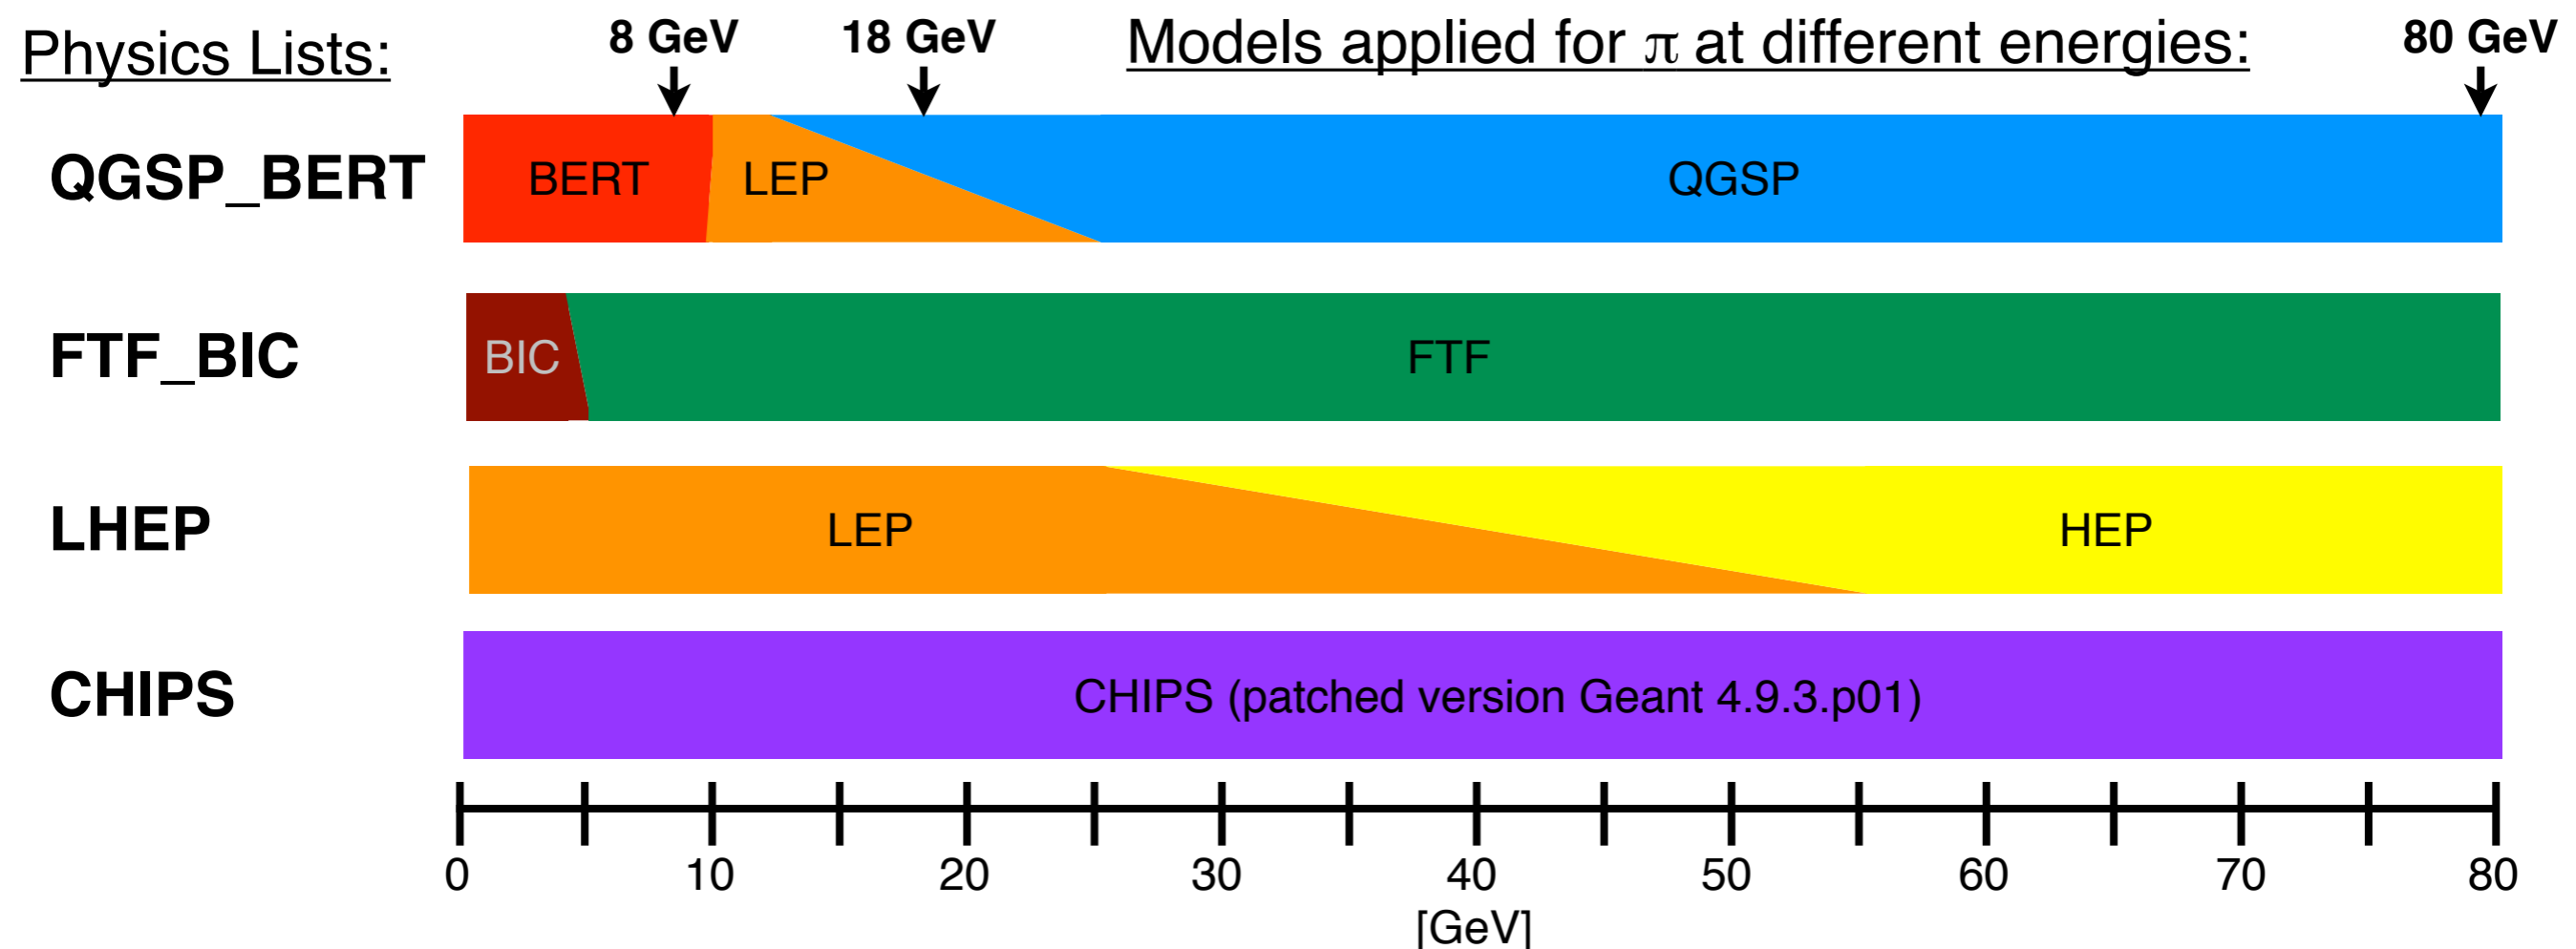 Physics Lists:
8 GeV
18 GeV
Models applied for π at different energies:
80 GeV
QGSP_BERT
BERT
LEP
QGSP
FTF_BIC
BIC
FTF
LHEP
LEP
HEP
CHIPS
CHIPS (patched version Geant 4.9.3.p01)
0 10 20 30 40 50 60 70 80
[GeV]